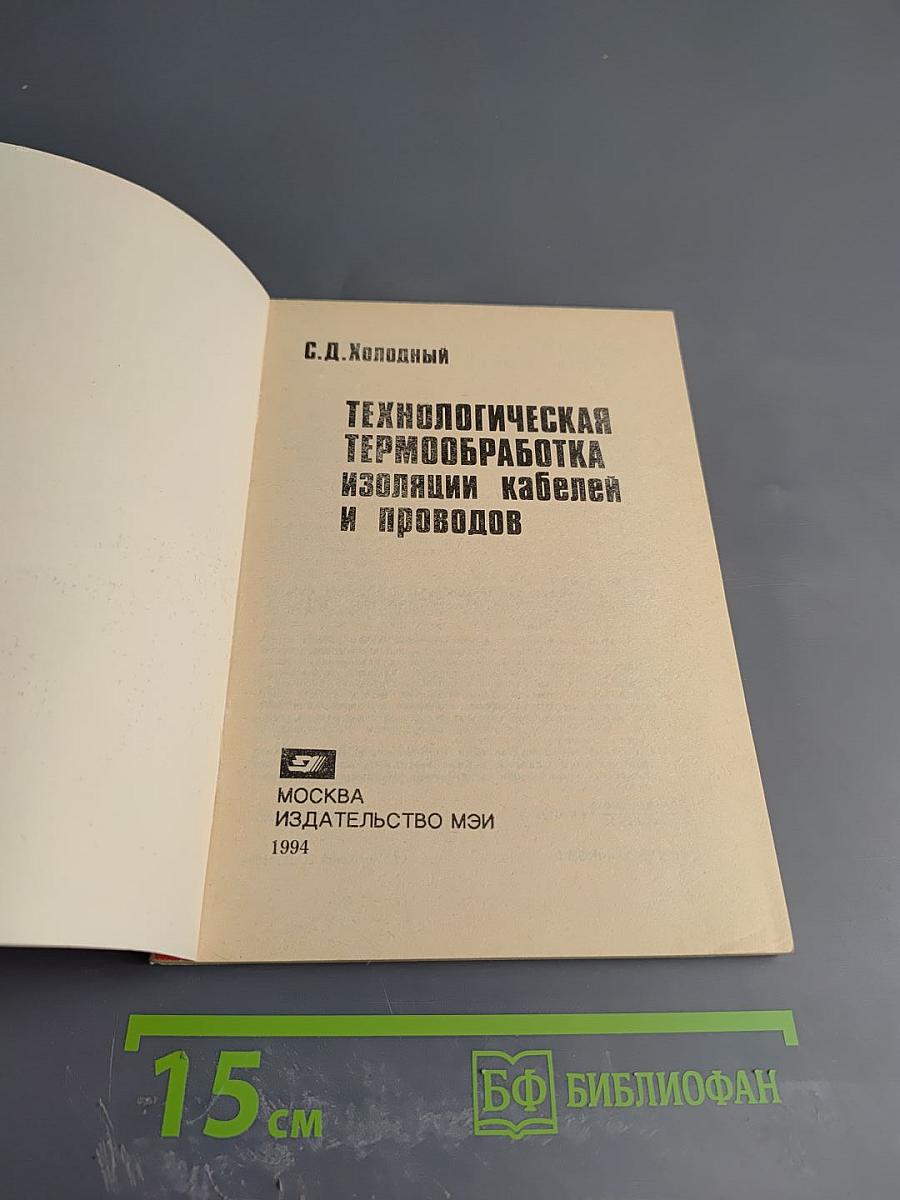 С.Д.Холодный
ТЕХНОЛОГИЧЕСКАЯ
ТЕРМООБРАБОТКА
изоляции кабелей
и проводов
МОСКВА
ИЗДАТЕЛЬСТВО МЭИ
1994
15 см
БФ БИБЛИОФАН